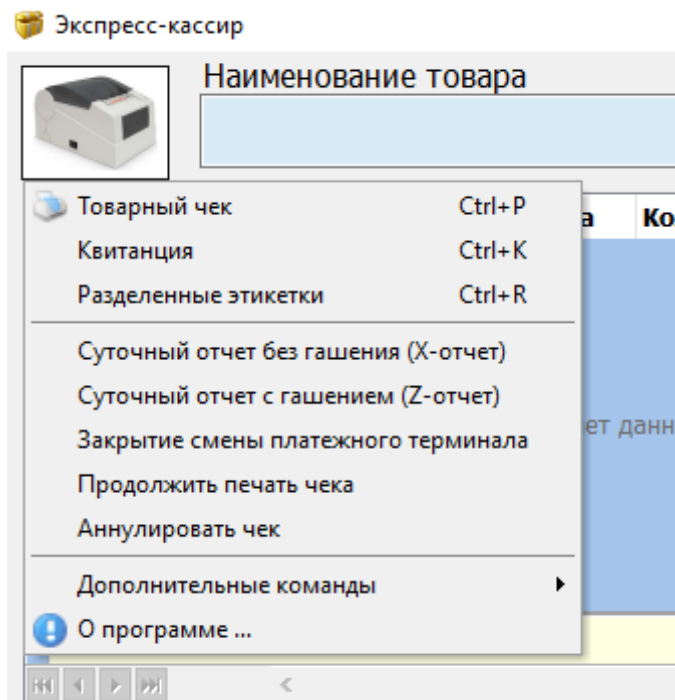 Экспресс-кассир
Наименование товара
Товарный чек Ctrl+P
Квитанция Ctrl+K
Разделенные этикетки Ctrl+R
Суточный отчет без гашения (X-отчет)
Суточный отчет с гашением (Z-отчет)
Закрытие смены платежного терминала
Продолжить печать чека
Аннулировать чек
Дополнительные команды
О программе ...